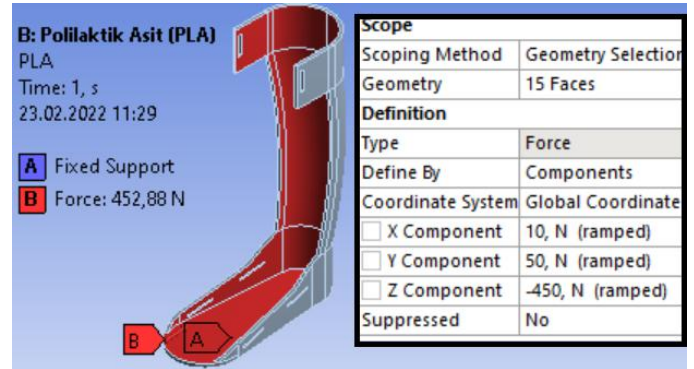 B: Polilaktik Asit (PLA)
PLA
Time: 1, s
23.02.2022 11:29
A Fixed Support
B Force: 452,88 N
B
A
Scope
Scoping Method Geometry Selection
Geometry 15 Faces
Definition
Type Force
Define By Components
Coordinate System Global Coordinate
X Component 10, N (ramped)
Y Component 50, N (ramped)
Z Component -450, N (ramped)
Suppressed No